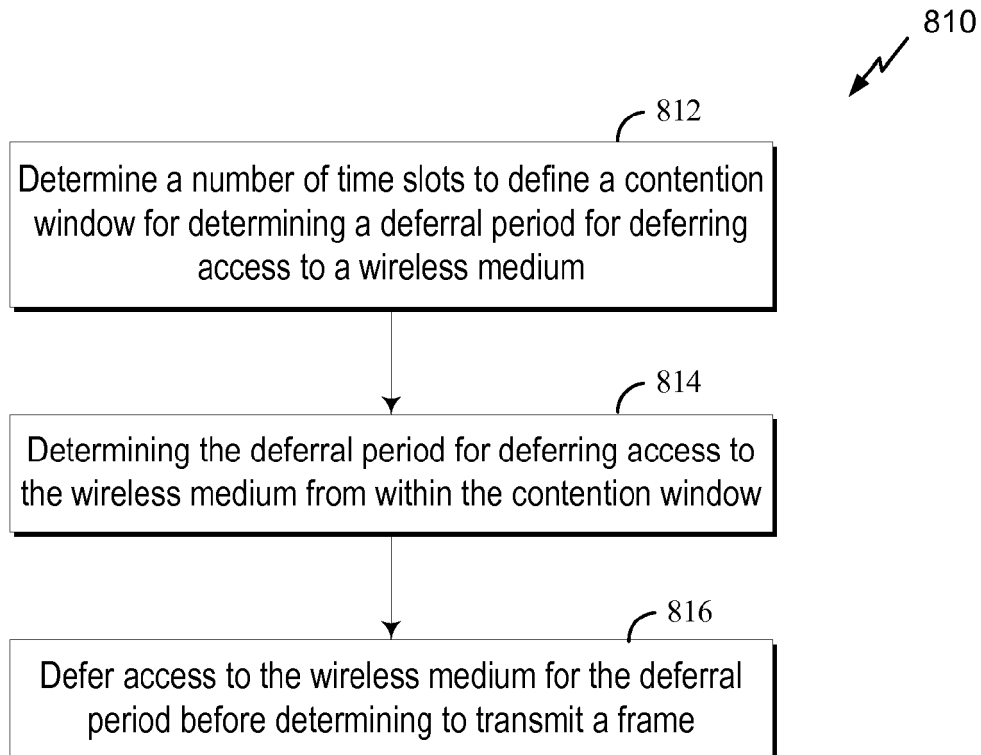 810
812
Determine a number of time slots to define a contention
window for determining a deferral period for deferring
access to a wireless medium
814
Determining the deferral period for deferring access to
the wireless medium from within the contention window
816
Defer access to the wireless medium for the deferral
period before determining to transmit a frame